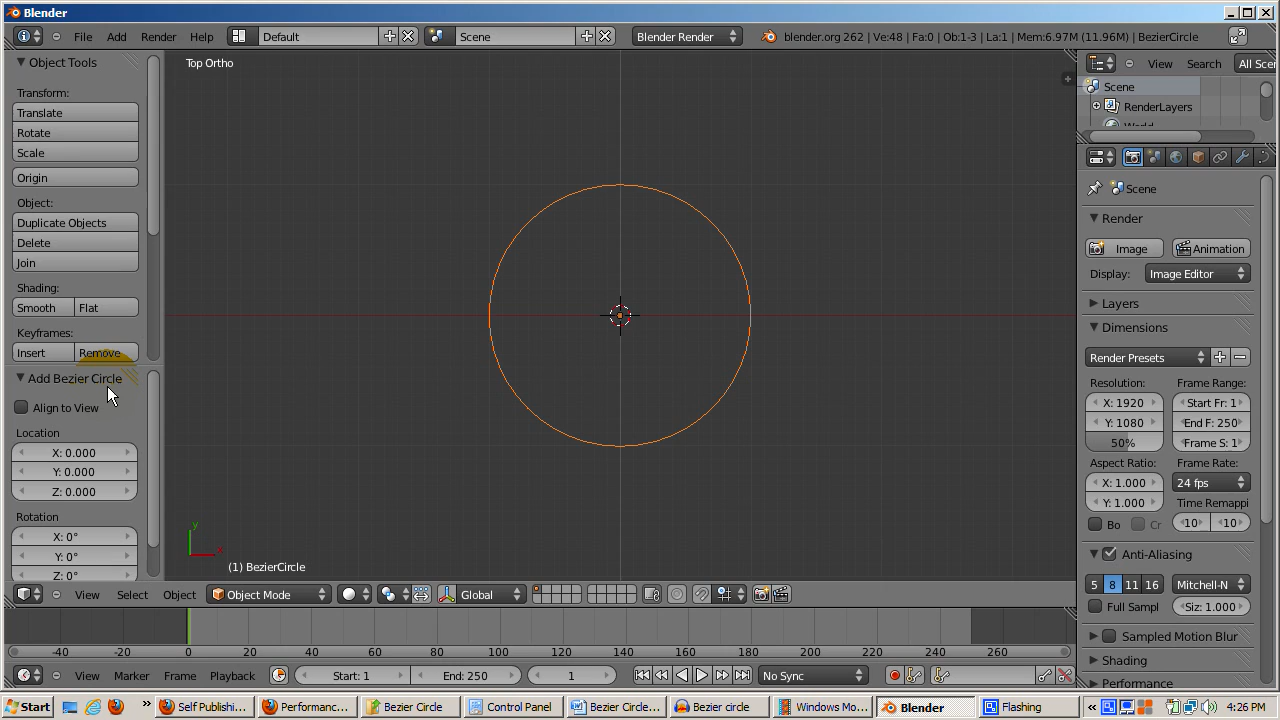 Blender
File Add Render Help Default Scene Blender Render blender.org 262 | Ve:48 | Fa:0 | Ob:1-3 | La:1 | Mem:6.97M (11.96M) | BezierCircle
Object Tools
Transform:
Translate
Rotate
Scale
Origin
Object:
Duplicate Objects
Delete
Join
Shading:
Smooth Flat
Keyframes:
Insert Remove
Add Bezier Circle
Align to View
Location
X: 0.000
Y: 0.000
Z: 0.000
Rotation
X: 0°
Y: 0°
Z: 0°
Top Ortho
y
x
(1) BezierCircle
View Search All Scen
Scene
RenderLayers
World
Scene
Render
Image Animation
Display: Image Editor
Layers
Dimensions
Render Presets
Resolution: Frame Range:
X: 1920 Start Fr: 1
Y: 1080 End F: 250
50% Frame S: 1
Aspect Ratio: Frame Rate:
X: 1.000 24 fps
Y: 1.000 Time Remappi
Bo Cr 10 10
Anti-Aliasing
5 8 11 16 Mitchell-N
Full Sampl Siz: 1.000
Sampled Motion Blur
Shading
Performance
View Select Object Object Mode Global
-40 -20 0 20 40 60 80 100 120 140 160 180 200 220 240 260
View Marker Frame Playback Start: 1 End: 250 1 No Sync
Start » Self Publishi... Performanc... Bezier Circle Control Panel Bezier Circle... Bezier circle Windows Mo... Blender Flashing 4:26 PM